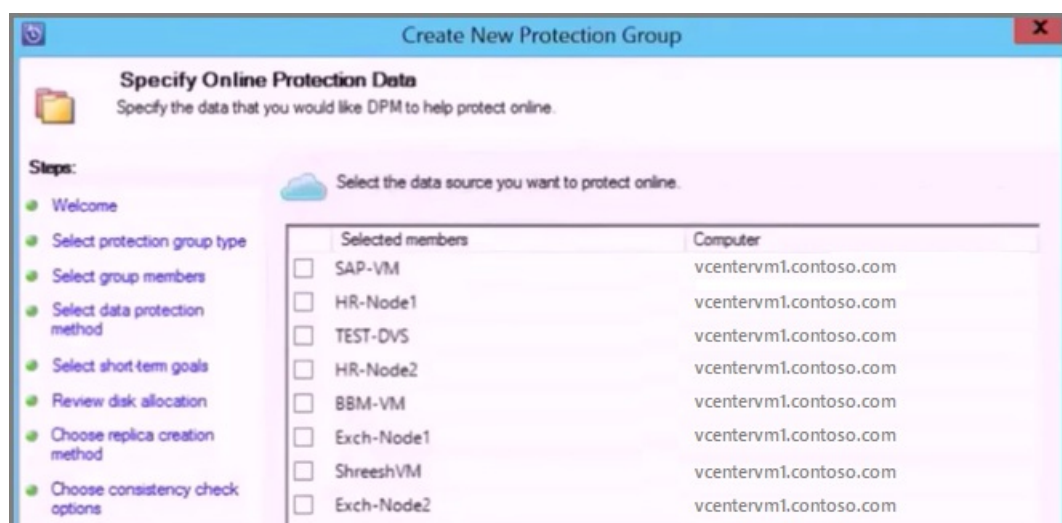 Create New Protection Group
X
Specify Online Protection Data
Specify the data that you would like DPM to help protect online.
Steps:
Welcome
Select protection group type
Select group members
Select data protection
method
Select short-term goals
Review disk allocation
Choose replica creation
method
Choose consistency check
options
Select the data source you want to protect online.
Selected members Computer
SAP-VM vcentervm1.contoso.com
HR-Node1 vcentervm1.contoso.com
TEST-DVS vcentervm1.contoso.com
HR-Node2 vcentervm1.contoso.com
BBM-VM vcentervm1.contoso.com
Exch-Node1 vcentervm1.contoso.com
ShreeshVM vcentervm1.contoso.com
Exch-Node2 vcentervm1.contoso.com